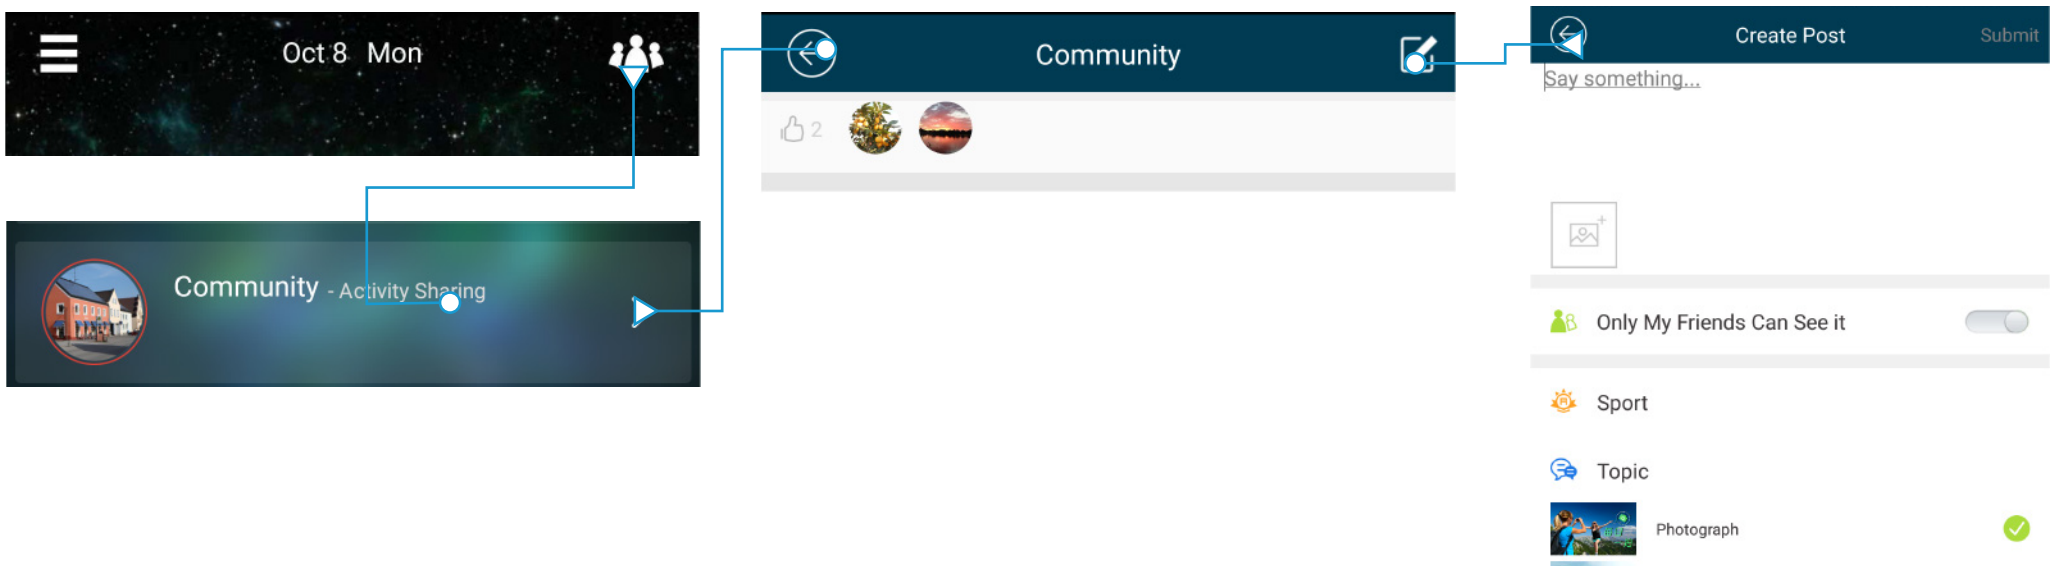 Oct 8 Mon
Community - Activity Sharing
Community
2
Create Post
Submit
Say something...
Only My Friends Can See it
Sport
Topic
Photograph